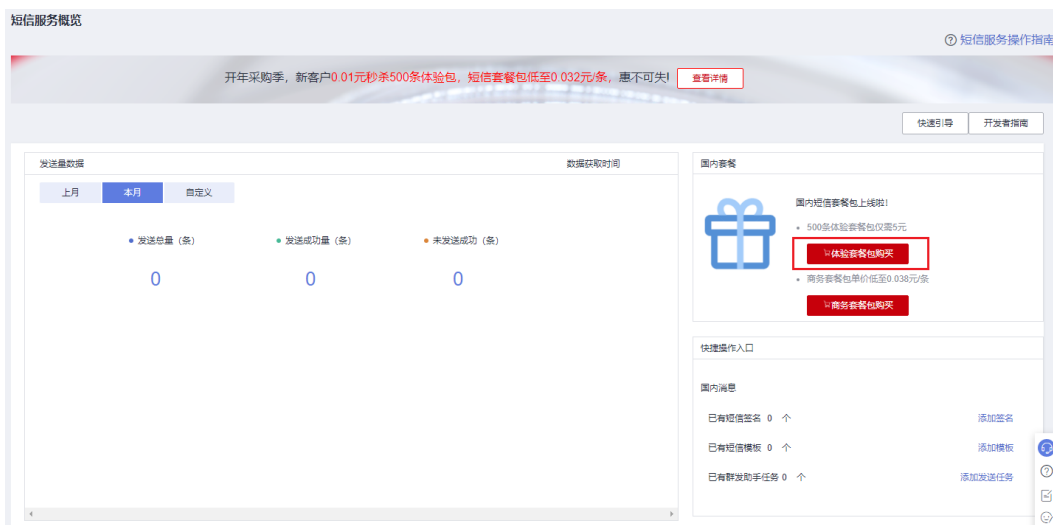 短信服务概览
短信服务操作指南
开年采购季，新客户0.01元秒杀500条体验包，短信套餐包低至0.032元/条，惠不可失! 查看详情
快速引导 开发者指南
发送量数据 数据获取时间
上月 本月 自定义
发送总量（条） 发送成功量（条） 未发送成功（条）
0 0 0
国内套餐
国内短信套餐包上线啦!
500条体验套餐包仅需5元
体验套餐包购买
商务套餐包单价低至0.038元/条
商务套餐包购买
快捷操作入口
国内消息
已有短信签名 0 个 添加签名
已有短信模板 0 个 添加模板
已有群发助手任务 0 个 添加发送任务